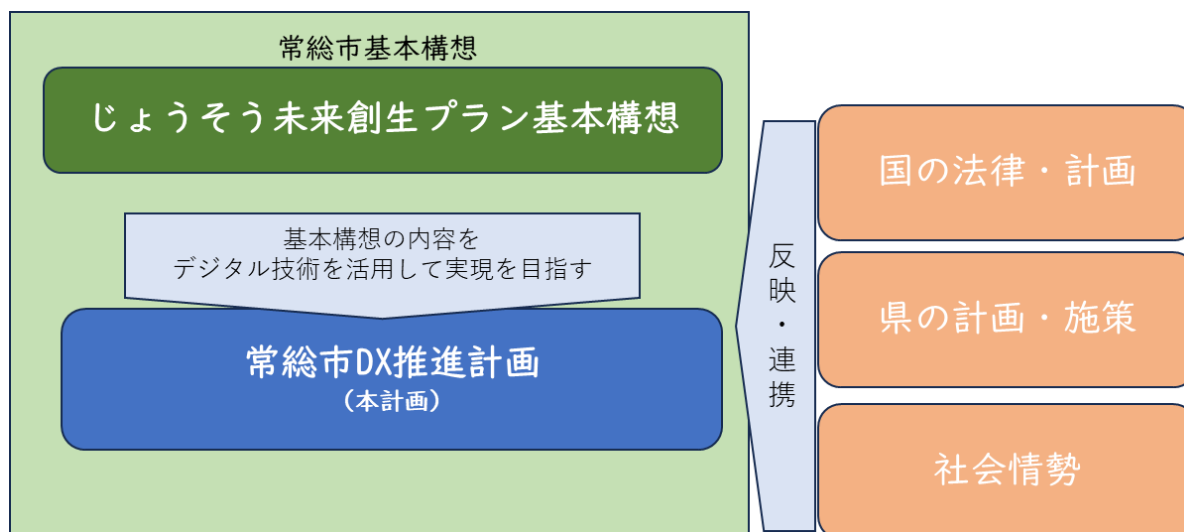 常総市基本構想
じょうそう未来創生プラン基本構想
基本構想の内容を
デジタル技術を活用して実現を目指す
常総市DX推進計画
（本計画）
反映・連携
国の法律・計画
県の計画・施策
社会情勢